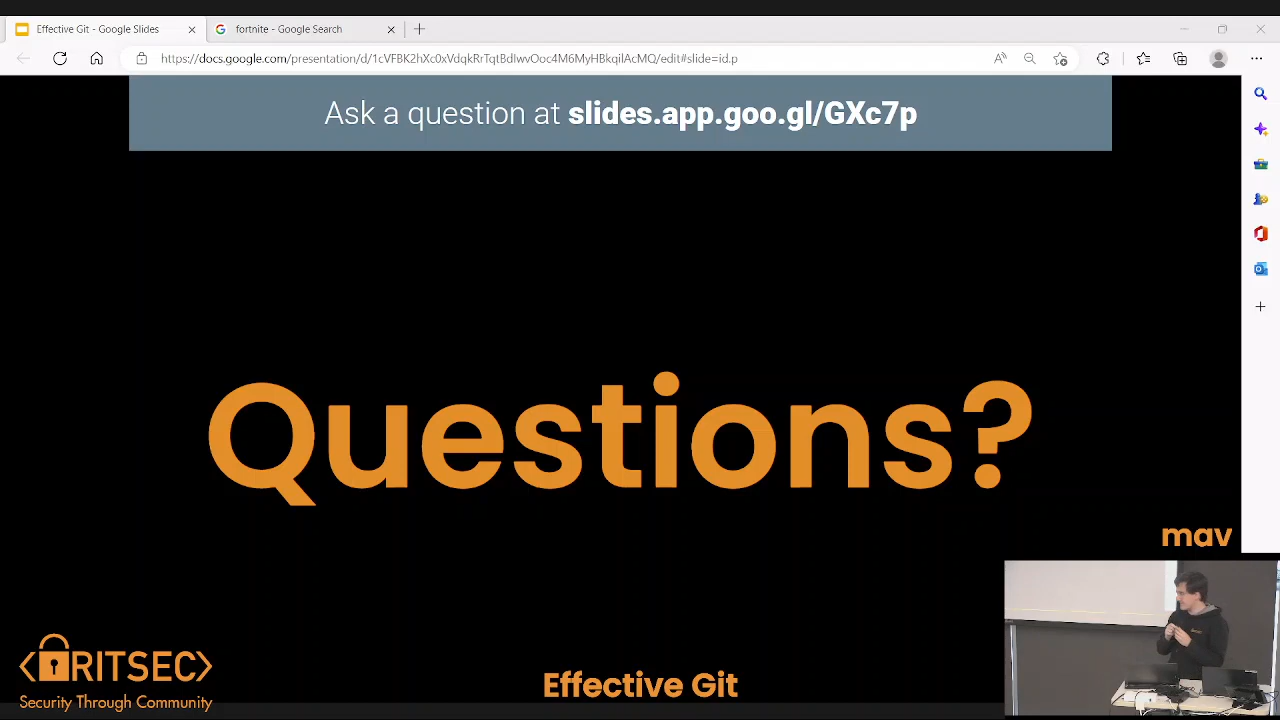 Effective Git - Google Slides
fortnite - Google Search
https://docs.google.com/presentation/d/1cVFBK2hXc0xVdqkRrTqtBdIwvOoc4M6MyHBkqilAcMQ/edit#slide=id.p
Ask a question at slides.app.goo.gl/GXc7p
Questions?
mav
RITSEC
Security Through Community
Effective Git